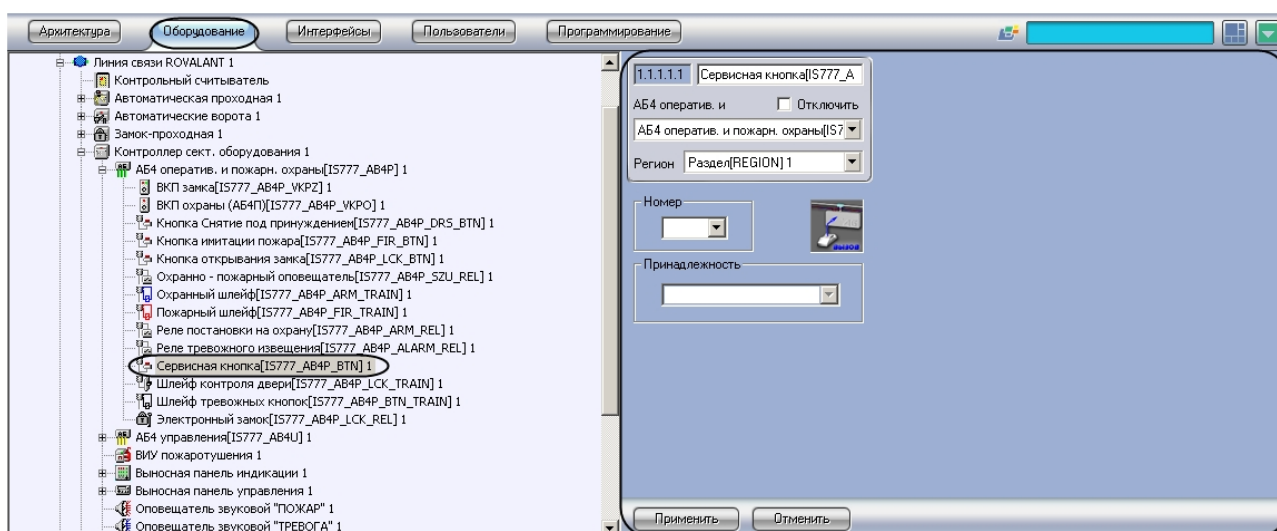 Архитектура Оборудование Интерфейсы Пользователи Программирование
Линия связи ROVALANT 1
Контрольный считыватель
Автоматическая проходная 1
Автоматические ворота 1
Замок-проходная 1
Контроллер сект. оборудования 1
АБ4 оператив. и пожарн. охраны[IS777_AB4P] 1
ВКП замка[IS777_AB4P_VKPZ] 1
ВКП охраны (АБ4П)[IS777_AB4P_VKPO] 1
Кнопка Снятие под принуждением[IS777_AB4P_DRS_BTN] 1
Кнопка имитации пожара[IS777_AB4P_FIR_BTN] 1
Кнопка открывания замка[IS777_AB4P_LCK_BTN] 1
Охранно - пожарный оповещатель[IS777_AB4P_SZU_REL] 1
Охранный шлейф[IS777_AB4P_ARM_TRAIN] 1
Пожарный шлейф[IS777_AB4P_FIR_TRAIN] 1
Реле постановки на охрану[IS777_AB4P_ARM_REL] 1
Реле тревожного извещения[IS777_AB4P_ALARM_REL] 1
Сервисная кнопка[IS777_AB4P_BTN] 1
Шлейф контроля двери[IS777_AB4P_LCK_TRAIN] 1
Шлейф тревожных кнопок[IS777_AB4P_BTN_TRAIN] 1
Электронный замок[IS777_AB4P_LCK_REL] 1
АБ4 управления[IS777_AB4U] 1
ВИУ пожаротушения 1
Выносная панель индикации 1
Выносная панель управления 1
Оповещатель звуковой "ПОЖАР" 1
Оповещатель звуковой "ТРЕВОГА" 1
1.1.1.1.1 Сервисная кнопка[IS777_A
АБ4 оператив. и Отключить
АБ4 оператив. и пожарн. охраны[IS7
Регион Раздел[REGION] 1
Номер
вызов
Принадлежность
Применить Отменить